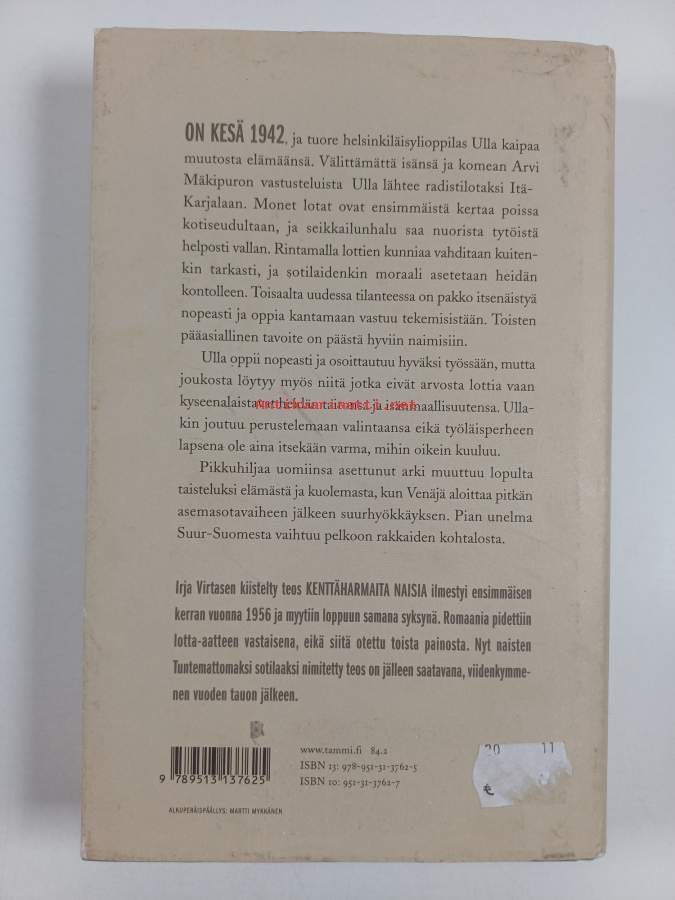 ON KESÄ 1942, ja tuore helsinkiläisylioppilas Ulla kaipaa
muutosta elämäänsä. Välittämättä isänsä ja komean Arvi
Mäkipuron vastusteluista Ulla lähtee radistilotaksi Itä-
Karjalaan. Monet lotat ovat ensimmäistä kertaa poissa
kotiseudultaan, ja seikkailunhalu saa nuorista tytöistä
helposti vallan. Rintamalla lottien kunniaa vahditaan kuiten-
kin tarkasti, ja sotilaidenkin moraali asetetaan heidän
kontolleen. Toisaalta uudessa tilanteessa on pakko itsenäistyä
nopeasti ja oppia kantamaan vastuu tekemisistään. Toisten
pääasiallinen tavoite on päästä hyviin naimisiin.
Ulla oppii nopeasti ja osoittautuu hyväksi työssään, mutta
joukosta löytyy myös niitä jotka eivät arvosta lottia vaan
kyseenalaistavat heidän taitonsa ja isänmaallisuutensa. Ulla-
Antikvaari.net
kin joutuu perustelemaan valintaansa eikä työläisperheen
lapsena ole aina itsekään varma, mihin oikein kuuluu.
Pikkuhiljaa uomiinsa asettunut arki muuttuu lopulta
taisteluksi elämästä ja kuolemasta, kun Venäjä aloittaa pitkän
asemasotavaiheen jälkeen suurhyökkäyksen. Pian unelma
Suur-Suomesta vaihtuu pelkoon rakkaiden kohtalosta.
Irja Virtasen kiistelty teos KENTTÄHARMAITA NAISIA ilmestyi ensimmäisen
kerran vuonna 1956 ja myytiin loppuun samana syksynä. Romaania pidettiin
lotta-aatteen vastaisena, eikä siitä otettu toista painosta. Nyt naisten
Tuntemattomaksi sotilaaksi nimitetty teos on jälleen saatavana, viidenkymme-
nen vuoden tauon jälkeen.
www.tammi.fi 84.2
ISBN 13: 978-951-31-3762-5
ISBN 10: 951-31-3762-7
9 789513 137625
ALKUPERÄISPÄÄLLYS: MARTTI MYKKÄNEN
20 11
€